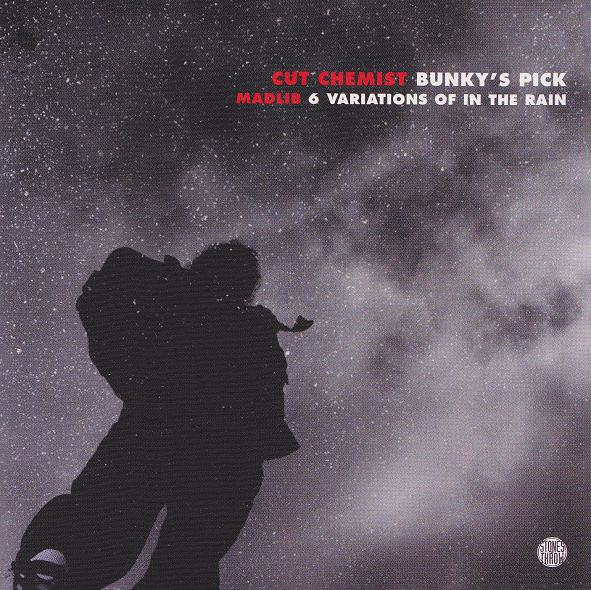 CUT CHEMIST BUNKY'S PICK
MADLIB 6 VARIATIONS OF IN THE RAIN
STONES
THROW